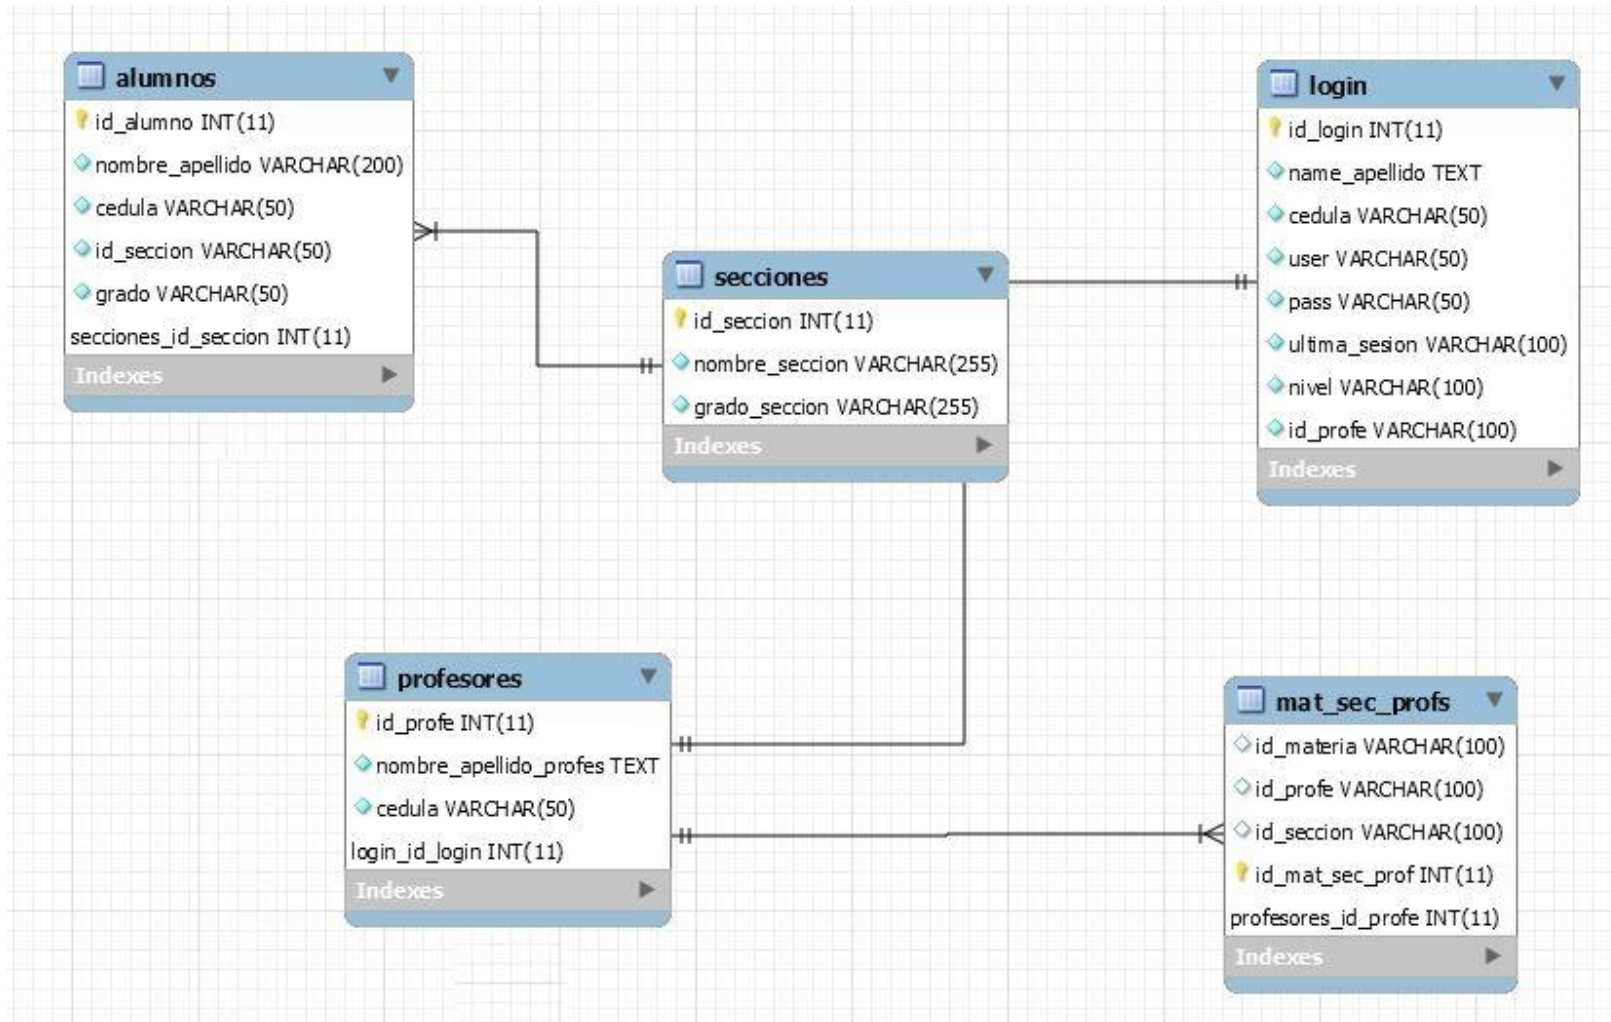 alumnos
id_alumno INT(11)
nombre_apellido VARCHAR(200)
cedula VARCHAR(50)
id_seccion VARCHAR(50)
grado VARCHAR(50)
secciones_id_seccion INT(11)
Indexes
login
id_login INT(11)
name_apellido TEXT
cedula VARCHAR(50)
user VARCHAR(50)
pass VARCHAR(50)
ultima_sesion VARCHAR(100)
nivel VARCHAR(100)
id_profe VARCHAR(100)
Indexes
secciones
id_seccion INT(11)
nombre_seccion VARCHAR(255)
grado_seccion VARCHAR(255)
Indexes
profesores
id_profe INT(11)
nombre_apellido_profes TEXT
cedula VARCHAR(50)
login_id_login INT(11)
Indexes
mat_sec_profs
id_materia VARCHAR(100)
id_profe VARCHAR(100)
id_seccion VARCHAR(100)
id_mat_sec_prof INT(11)
profesores_id_profe INT(11)
Indexes